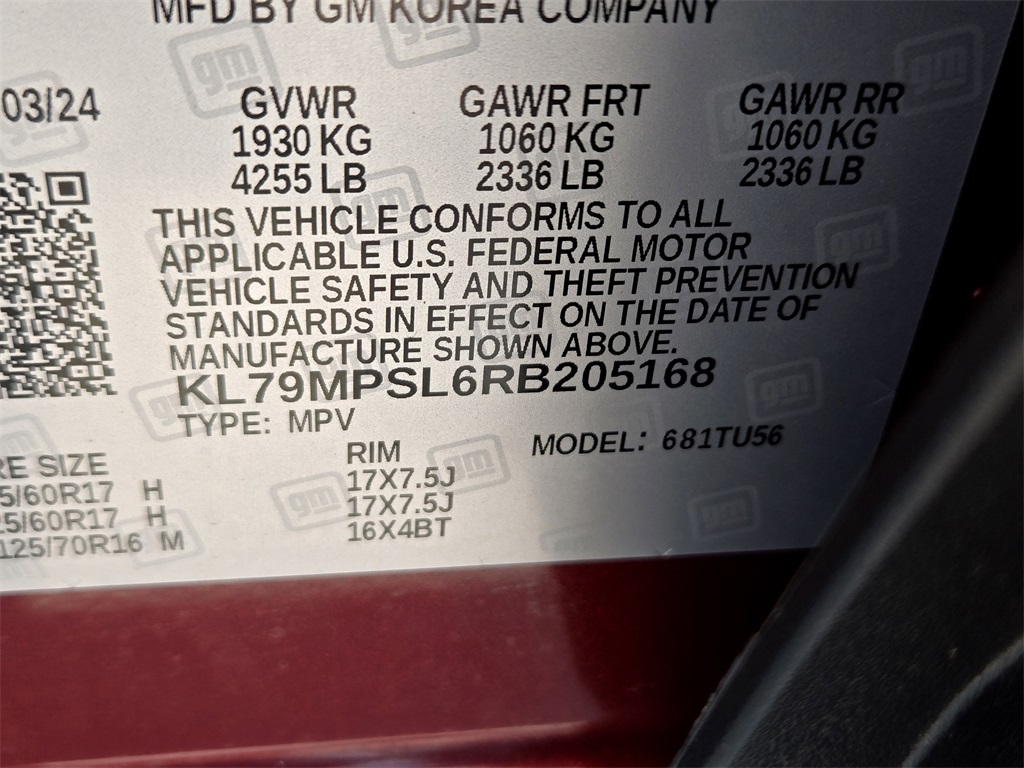 MFD BY GM KOREA COMPANY
03/24 GVWR GAWR FRT GAWR RR
1930 KG 1060 KG 1060 KG
4255 LB 2336 LB 2336 LB
THIS VEHICLE CONFORMS TO ALL
APPLICABLE U.S. FEDERAL MOTOR
VEHICLE SAFETY AND THEFT PREVENTION
STANDARDS IN EFFECT ON THE DATE OF
MANUFACTURE SHOWN ABOVE.
KL79MPSL6RB205168
TYPE: MPV MODEL: 681TU56
RE SIZE RIM
5/60R17 H 17X7.5J
25/60R17 H 17X7.5J
125/70R16 M 16X4BT